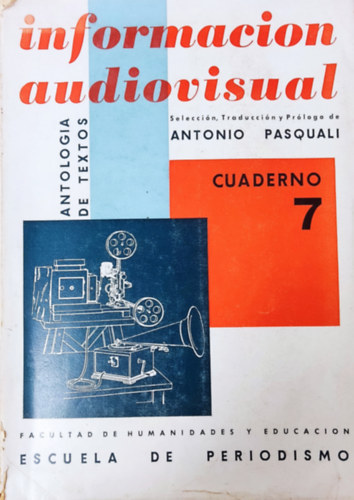 informacion
audiovisual
Selección, Traducción y Prólogo de
ANTONIO PASQUALI
ANTOLOGIA
DE TEXTOS
CUADERNO
7
FACULTAD DE HUMANIDADES Y EDUCACION
ESCUELA DE PERIODISMO